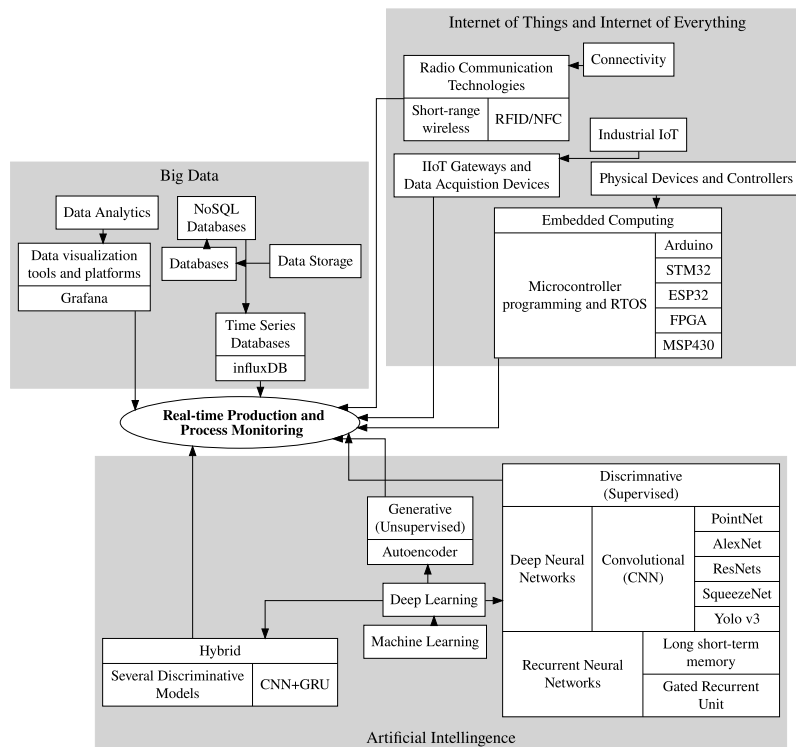 Internet of Things and Internet of Everything
Connectivity
Radio Communication
Technologies
Short-range
wireless
RFID/NFC
Industrial IoT
IIoT Gateways and
Data Acquistion Devices
Physical Devices and Controllers
Embedded Computing
Microcontroller
programming and RTOS
Arduino
STM32
ESP32
FPGA
MSP430
Big Data
Data Analytics
Data visualization
tools and platforms
Grafana
NoSQL
Databases
Databases
Data Storage
Time Series
Databases
influxDB
Real-time Production and
Process Monitoring
Discrimnative
(Supervised)
Deep Neural
Networks
Convolutional
(CNN)
PointNet
AlexNet
ResNets
SqueezeNet
Yolo v3
Recurrent Neural
Networks
Long short-term
memory
Gated Recurrent
Unit
Generative
(Unsupervised)
Autoencoder
Deep Learning
Machine Learning
Hybrid
Several Discriminative
Models
CNN+GRU
Artificial Intellingence